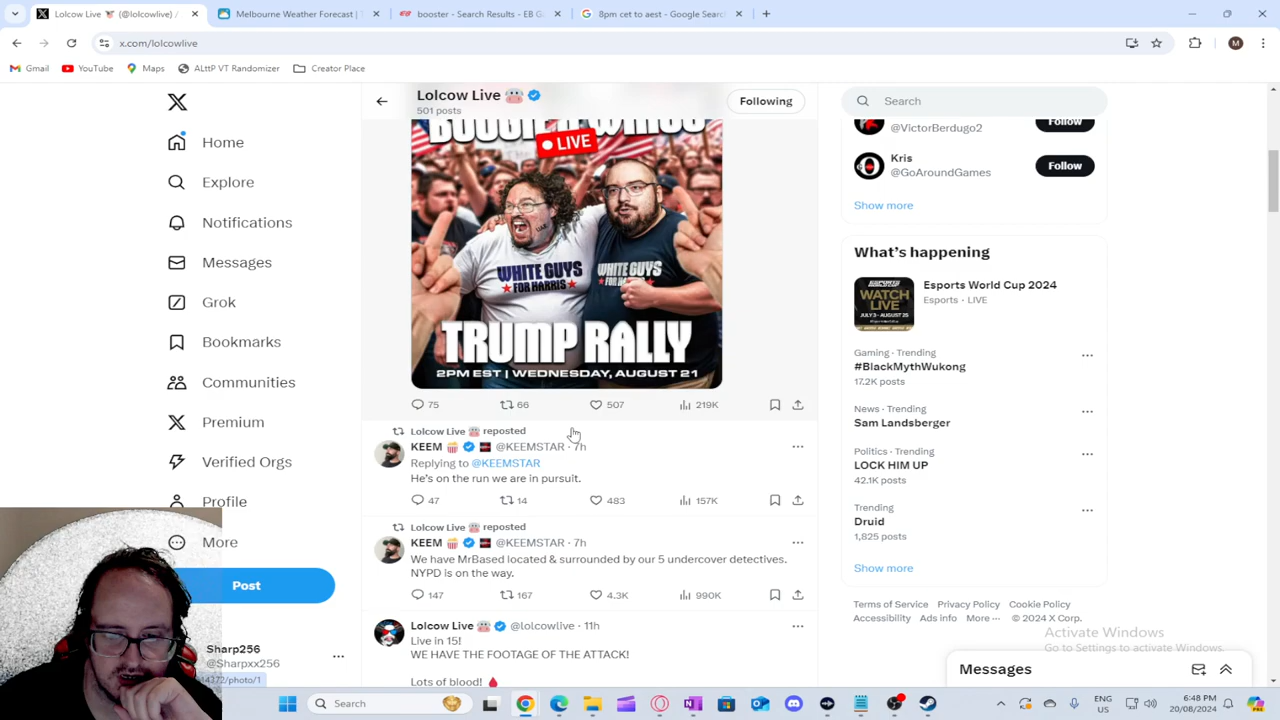 Lolcow Live (@lolcowlive) /
Melbourne Weather Forecast |
booster - Search Results - EB Ga
8pm cet to aest - Google Search
x.com/lolcowlive
Gmail
YouTube
Maps
ALttP VT Randomizer
Creator Place
Home
Explore
Notifications
Messages
Grok
Bookmarks
Communities
Premium
Verified Orgs
Profile
More
Post
Sharp256
@Sharpxx256
14372/photo/1
Lolcow Live
501 posts
Following
LIVE
WHITE GUYS
FOR HARRIS
WHITE GUYS
FOR HARRIS
TRUMP RALLY
2PM EST | WEDNESDAY, AUGUST 21
75
66
507
219K
Lolcow Live reposted
KEEM @KEEMSTAR · 7h
Replying to @KEEMSTAR
He's on the run we are in pursuit.
47
14
483
157K
Lolcow Live reposted
KEEM @KEEMSTAR · 7h
We have MrBased located & surrounded by our 5 undercover detectives.
NYPD is on the way.
147
167
4.3K
990K
Lolcow Live @lolcowlive · 11h
Live in 15!
WE HAVE THE FOOTAGE OF THE ATTACK!
Lots of blood!
Search
@VictorBerdugo2
Follow
Kris
@GoAroundGames
Follow
Show more
What's happening
ESPORTS
WORLD CUP
WATCH
LIVE
JULY 3 - AUGUST 25
Esports World Cup 2024
Esports · LIVE
Gaming · Trending
#BlackMythWukong
17.2K posts
News · Trending
Sam Landsberger
Politics · Trending
LOCK HIM UP
42.1K posts
Trending
Druid
1,825 posts
Show more
Terms of Service Privacy Policy Cookie Policy
Accessibility Ads info More ··· © 2024 X Corp.
Activate Windows
Go to Settings to activate Windows.
Messages
Search
ENG
US
6:48 PM
20/08/2024